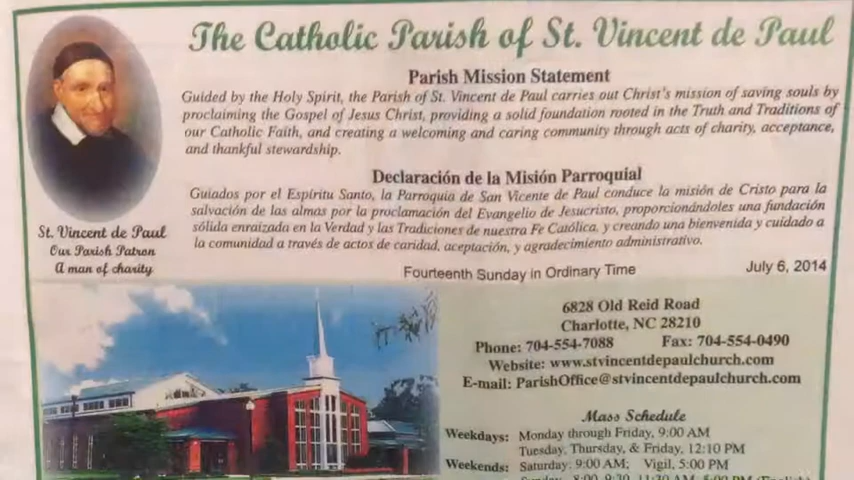 The Catholic Parish of St. Vincent de Paul
Parish Mission Statement
Guided by the Holy Spirit, the Parish of St. Vincent de Paul carries out Christ's mission of saving souls by
proclaiming the Gospel of Jesus Christ, providing a solid foundation rooted in the Truth and Traditions of
our Catholic Faith, and creating a welcoming and caring community through acts of charity, acceptance,
and thankful stewardship.
Declaración de la Misión Parroquial
Guiados por el Espíritu Santo, la Parroquia de San Vicente de Paul conduce la misión de Cristo para la
salvación de las almas por la proclamación del Evangelio de Jesucristo, proporcionándoles una fundación
sólida enraizada en la Verdad y las Tradiciones de nuestra Fe Católica, y creando una bienvenida y cuidado a
la comunidad a través de actos de caridad, aceptación, y agradecimiento administrativo.
St. Vincent de Paul
Our Parish Patron
A man of charity
Fourteenth Sunday in Ordinary Time July 6, 2014
6828 Old Reid Road
Charlotte, NC 28210
Phone: 704-554-7088 Fax: 704-554-0490
Website: www.stvincentdepaulchurch.com
E-mail: ParishOffice@stvincentdepaulchurch.com
Mass Schedule
Weekdays: Monday through Friday, 9:00 AM
Tuesday, Thursday, & Friday, 12:10 PM
Weekends: Saturday: 9:00 AM; Vigil, 5:00 PM